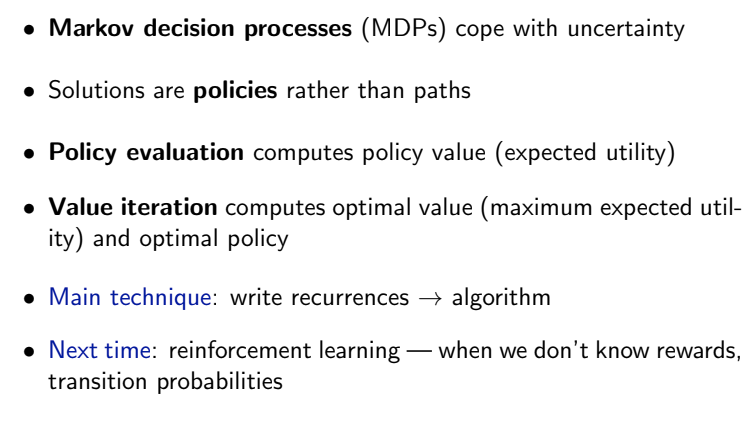 • Markov decision processes (MDPs) cope with uncertainty
• Solutions are policies rather than paths
• Policy evaluation computes policy value (expected utility)
• Value iteration computes optimal value (maximum expected util-
ity) and optimal policy
• Main technique: write recurrences → algorithm
• Next time: reinforcement learning — when we don't know rewards,
transition probabilities